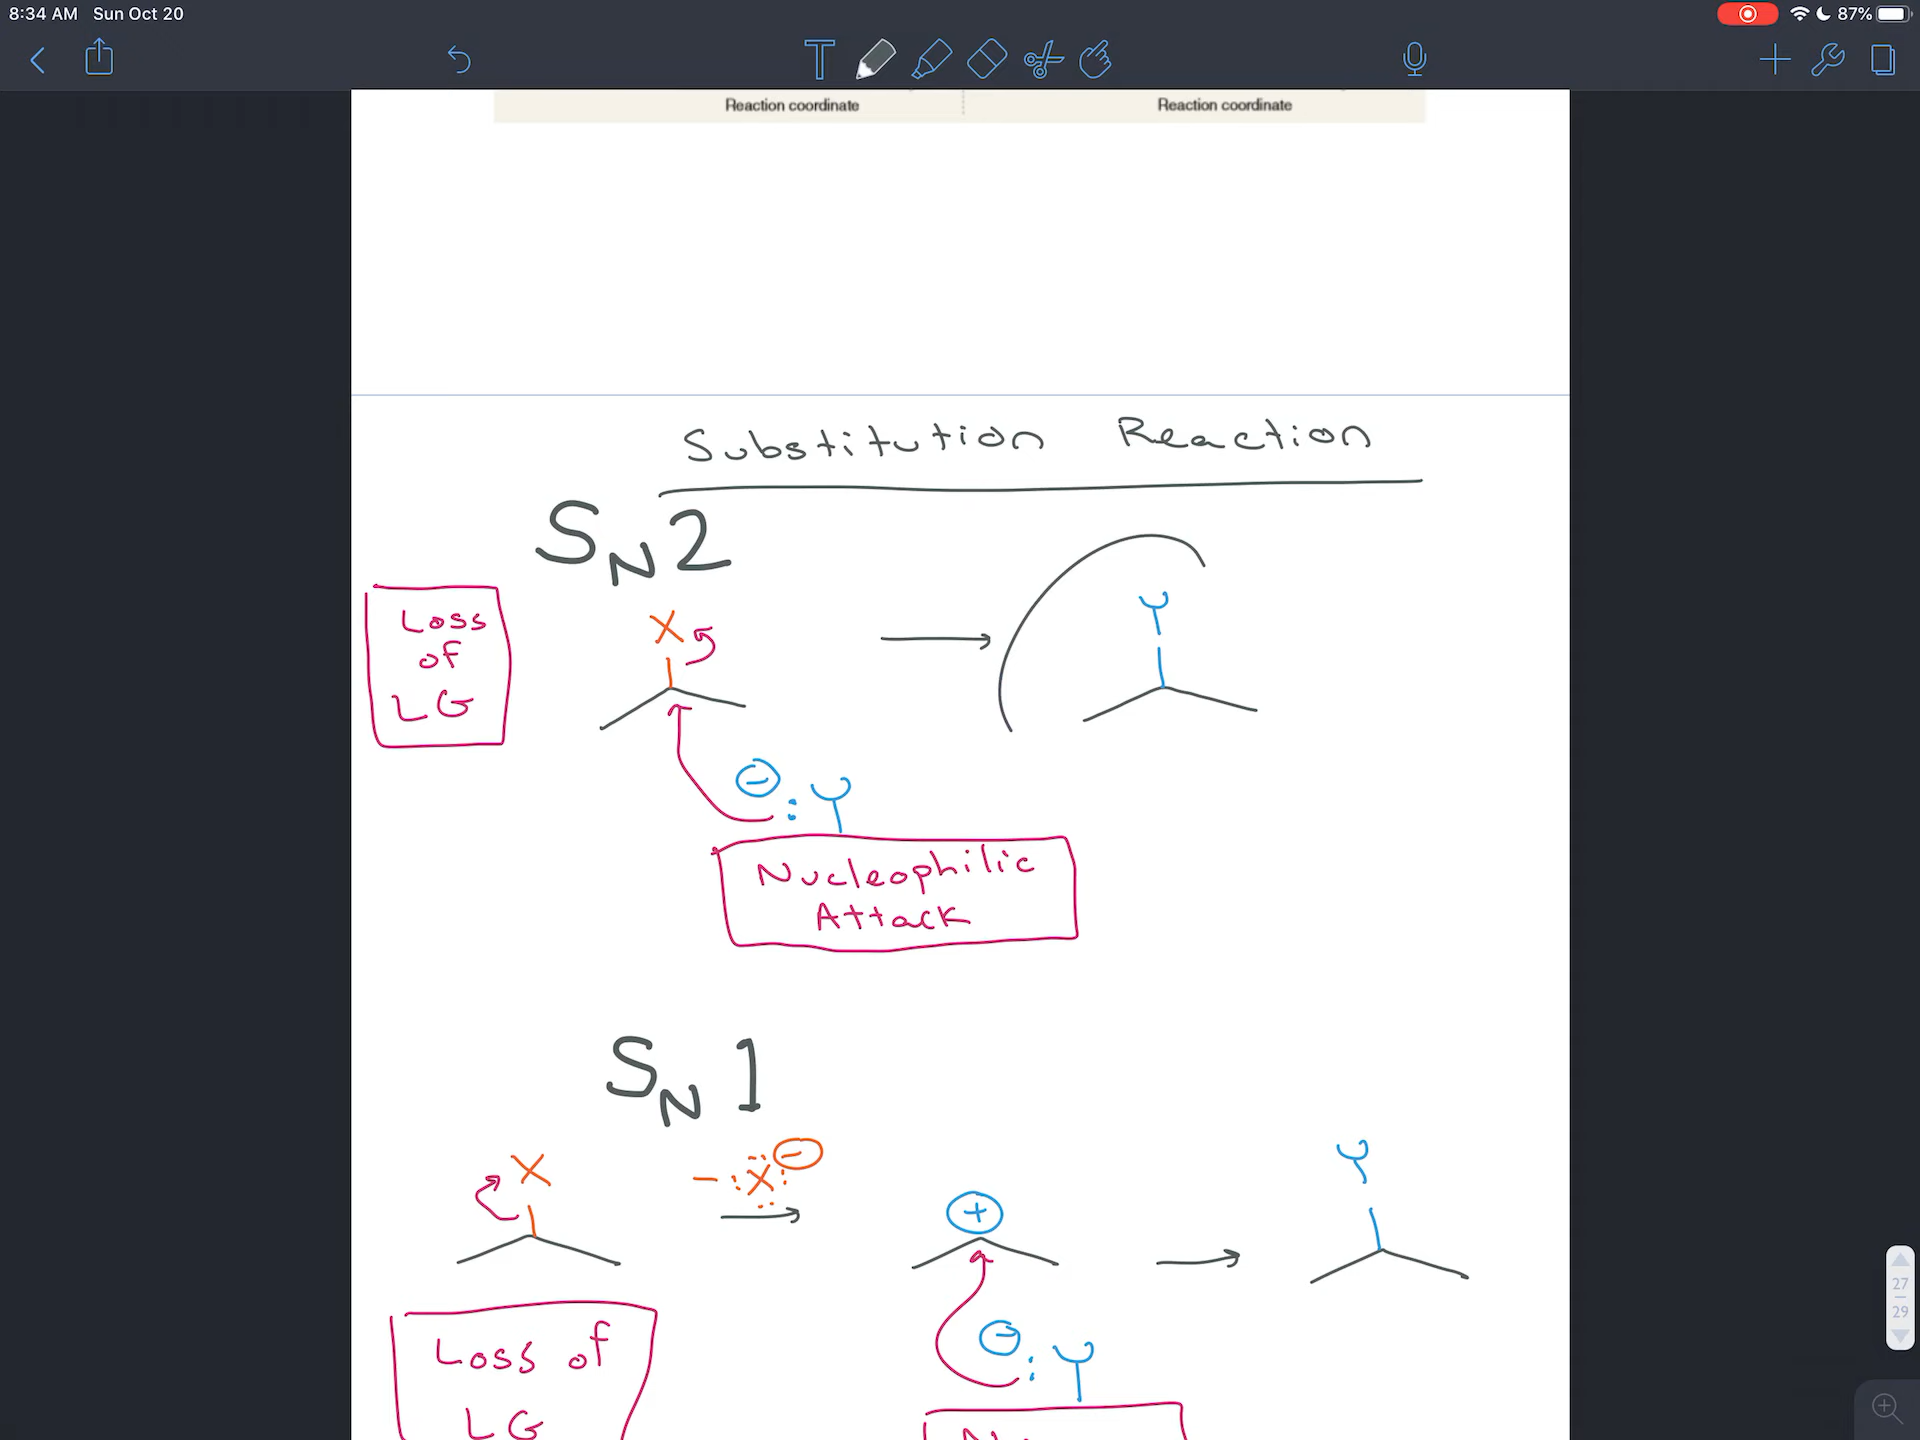 8:34 AM Sun Oct 20
87%
Reaction coordinate Reaction coordinate
Substitution Reaction
SN2
Loss
of
LG
X
Y
⊖ : Y
Nucleophilic
Attack
SN1
X
- :X: ⊖
⊕
Y
⊖ : Y
Loss of
LG
27
29